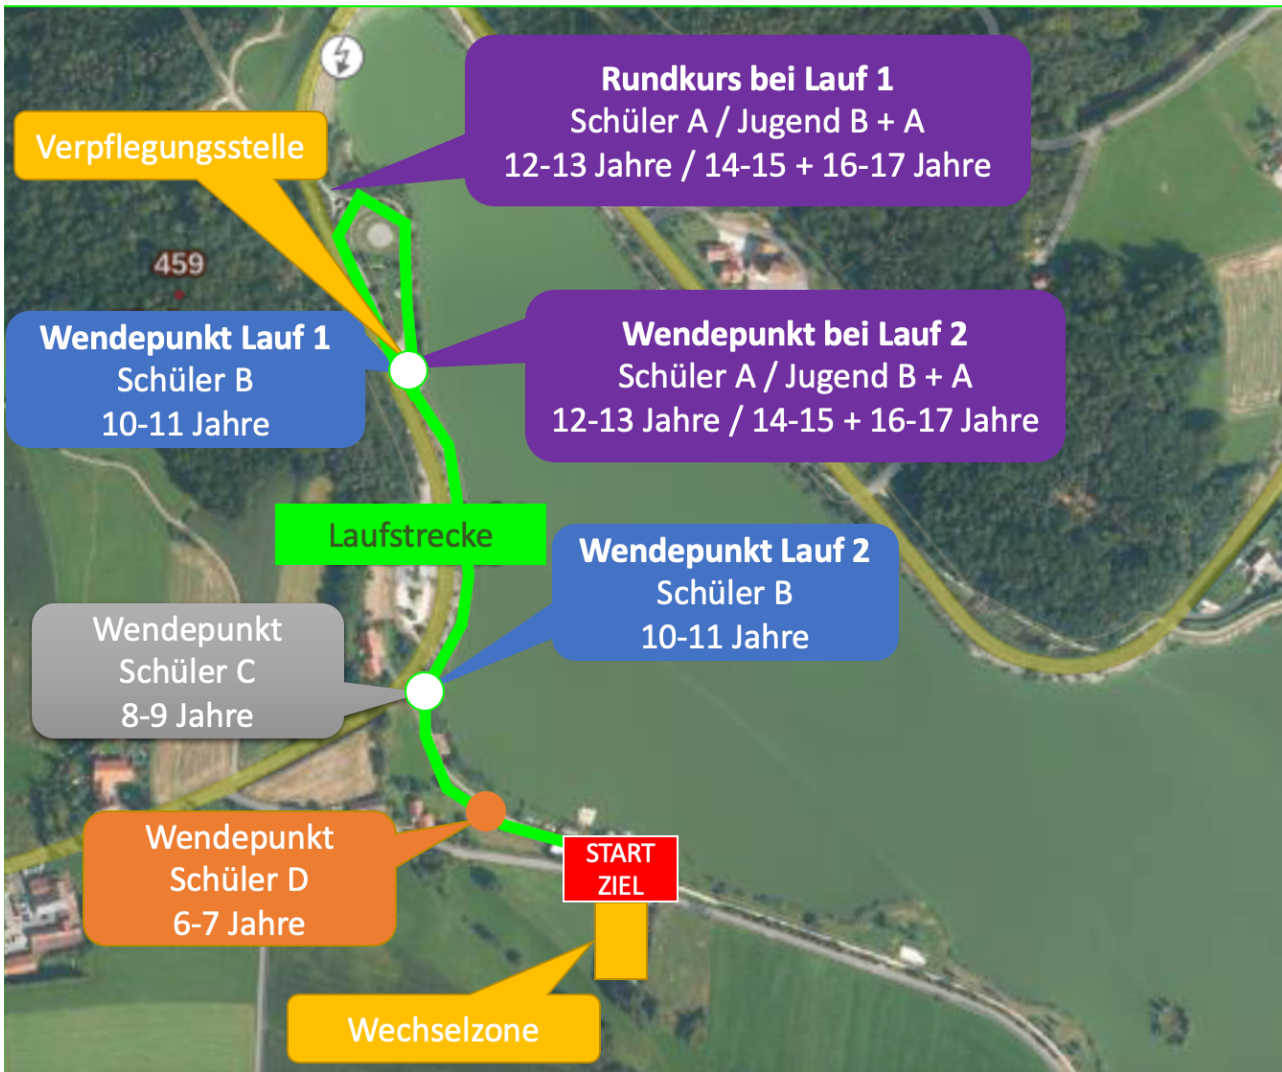 Rundkurs bei Lauf 1
Schüler A / Jugend B + A
12-13 Jahre / 14-15 + 16-17 Jahre
Verpflegungsstelle
459
Wendepunkt Lauf 1
Schüler B
10-11 Jahre
Wendepunkt bei Lauf 2
Schüler A / Jugend B + A
12-13 Jahre / 14-15 + 16-17 Jahre
Laufstrecke
Wendepunkt Lauf 2
Schüler B
10-11 Jahre
Wendepunkt
Schüler C
8-9 Jahre
Wendepunkt
Schüler D
6-7 Jahre
START
ZIEL
Wechselzone